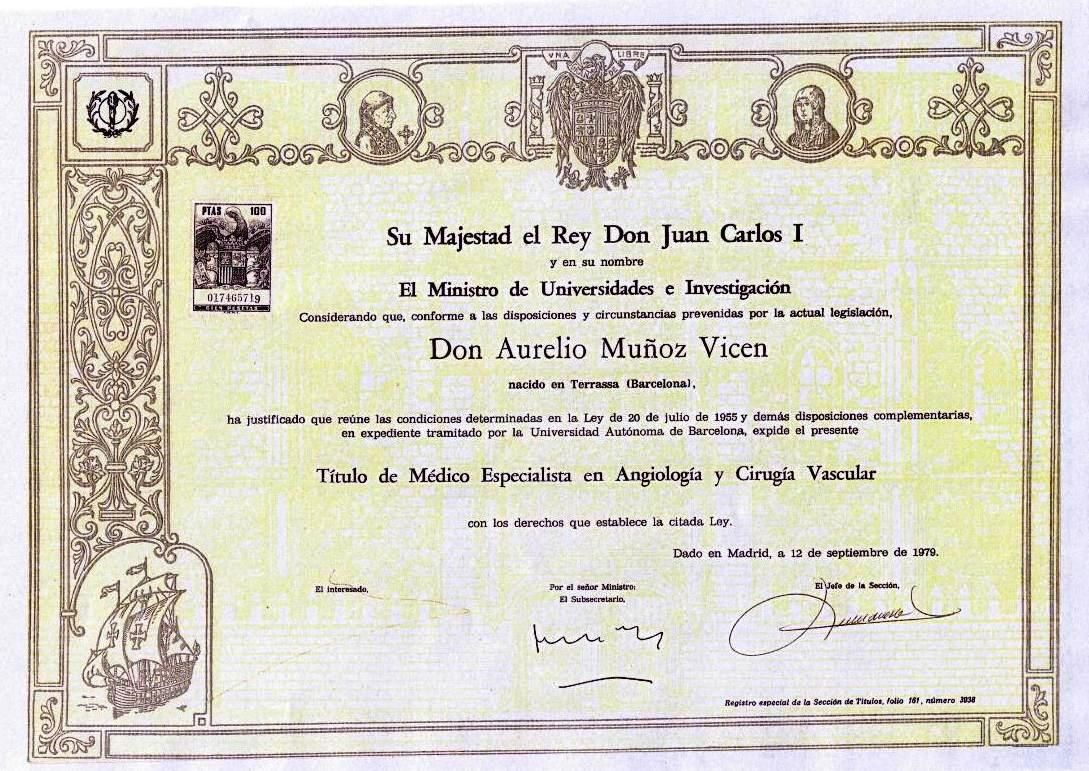 VNA
LIBRE
PTAS 100
017465719
CIEN PESETAS
Su Majestad el Rey Don Juan Carlos I
y en su nombre
El Ministro de Universidades e Investigación
Considerando que, conforme a las disposiciones y circunstancias prevenidas por la actual legislación,
Don Aurelio Muñoz Vicen
nacido en Terrassa (Barcelona),
ha justificado que reúne las condiciones determinadas en la Ley de 20 de julio de 1955 y demás disposiciones complementarias,
en expediente tramitado por la Universidad Autónoma de Barcelona, expide el presente
Título de Médico Especialista en Angiología y Cirugía Vascular
con los derechos que establece la citada Ley.
Dado en Madrid, a 12 de septiembre de 1979.
El interesado,
Por el señor Ministro:
El Subsecretario,
El Jefe de la Sección,
Registro especial de la Sección de Títulos, folio 161, número 3938